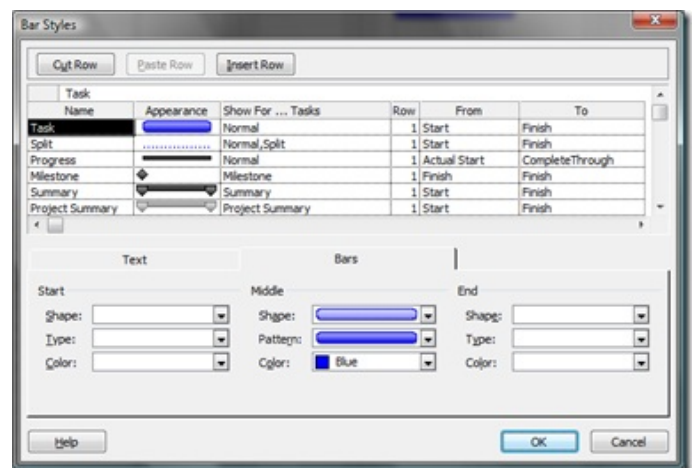 Bar Styles
Cut Row Paste Row Insert Row
Task
Name Appearance Show For ... Tasks Row From To
Task Normal 1 Start Finish
Split Normal,Split 1 Start Finish
Progress Normal 1 Actual Start CompleteThrough
Milestone Milestone 1 Finish Finish
Summary Summary 1 Start Finish
Project Summary Project Summary 1 Start Finish
Text Bars
Start Middle End
Shape: Shape: Shape:
Type: Pattern: Type:
Color: Color: Blue Color:
Help OK Cancel